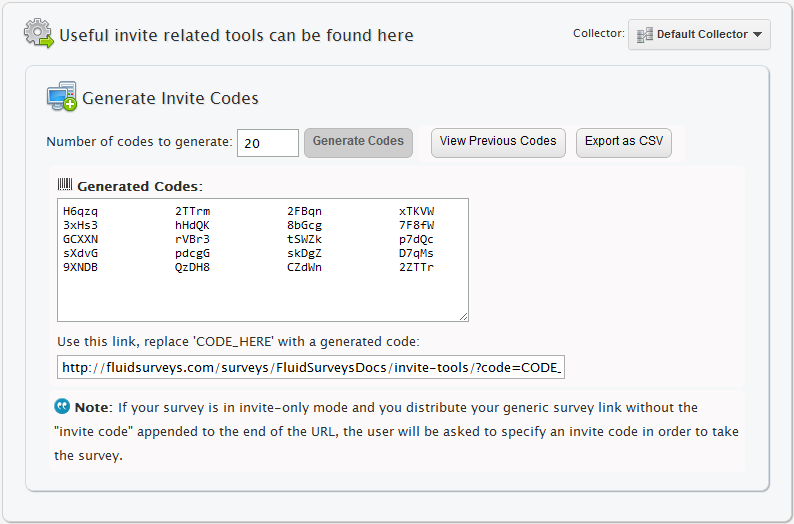 Useful invite related tools can be found here
Collector: Default Collector
Generate Invite Codes
Number of codes to generate: 20 Generate Codes View Previous Codes Export as CSV
Generated Codes:
H6qzq 2TTrm 2FBqn xTKVW
3xHs3 hHdQK 8bGcg 7F8fW
GCXXN rVBr3 tSWZk p7dQc
sXdvG pdcgG skDgZ D7qMs
9XNDB QzDH8 CZdWn 2ZTTr
Use this link, replace 'CODE_HERE' with a generated code:
http://fluidsurveys.com/surveys/FluidSurveysDocs/invite-tools/?code=CODE_
Note: If your survey is in invite-only mode and you distribute your generic survey link without the
"invite code" appended to the end of the URL, the user will be asked to specify an invite code in order to take
the survey.